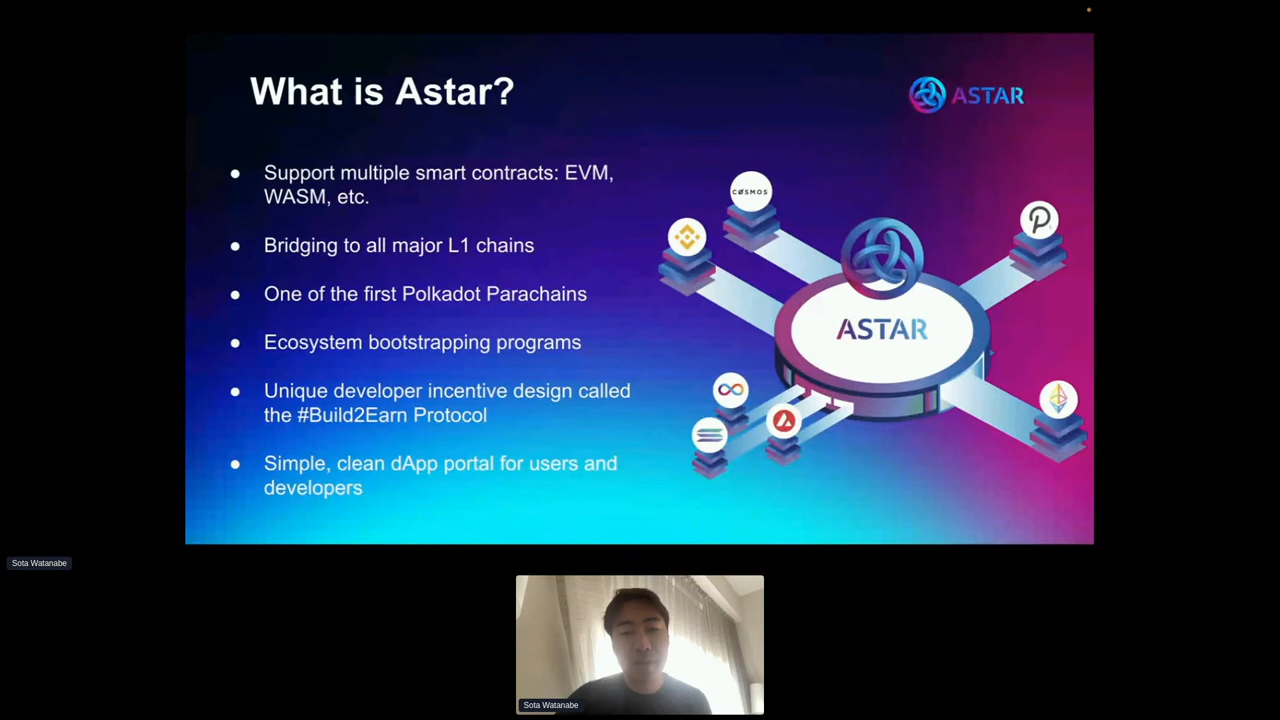 What is Astar?
ASTAR
Support multiple smart contracts: EVM,
WASM, etc.
Bridging to all major L1 chains
One of the first Polkadot Parachains
Ecosystem bootstrapping programs
Unique developer incentive design called
the #Build2Earn Protocol
Simple, clean dApp portal for users and
developers
COSMOS
ASTAR
Sota Watanabe
Sota Watanabe